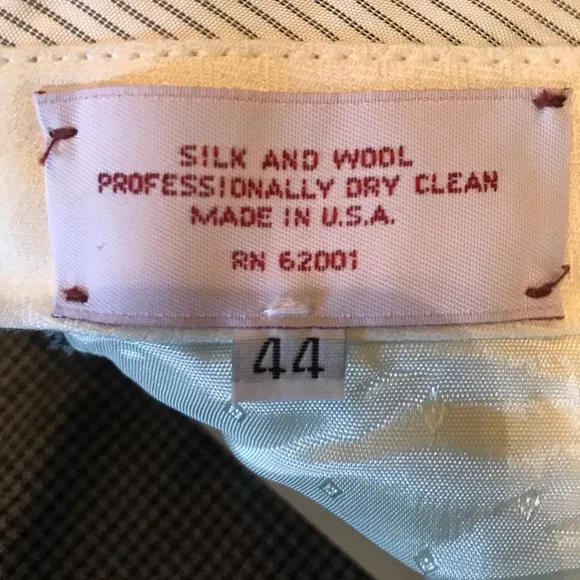 SILK AND WOOL
PROFESSIONALLY DRY CLEAN
MADE IN U.S.A.
RN 62001
44